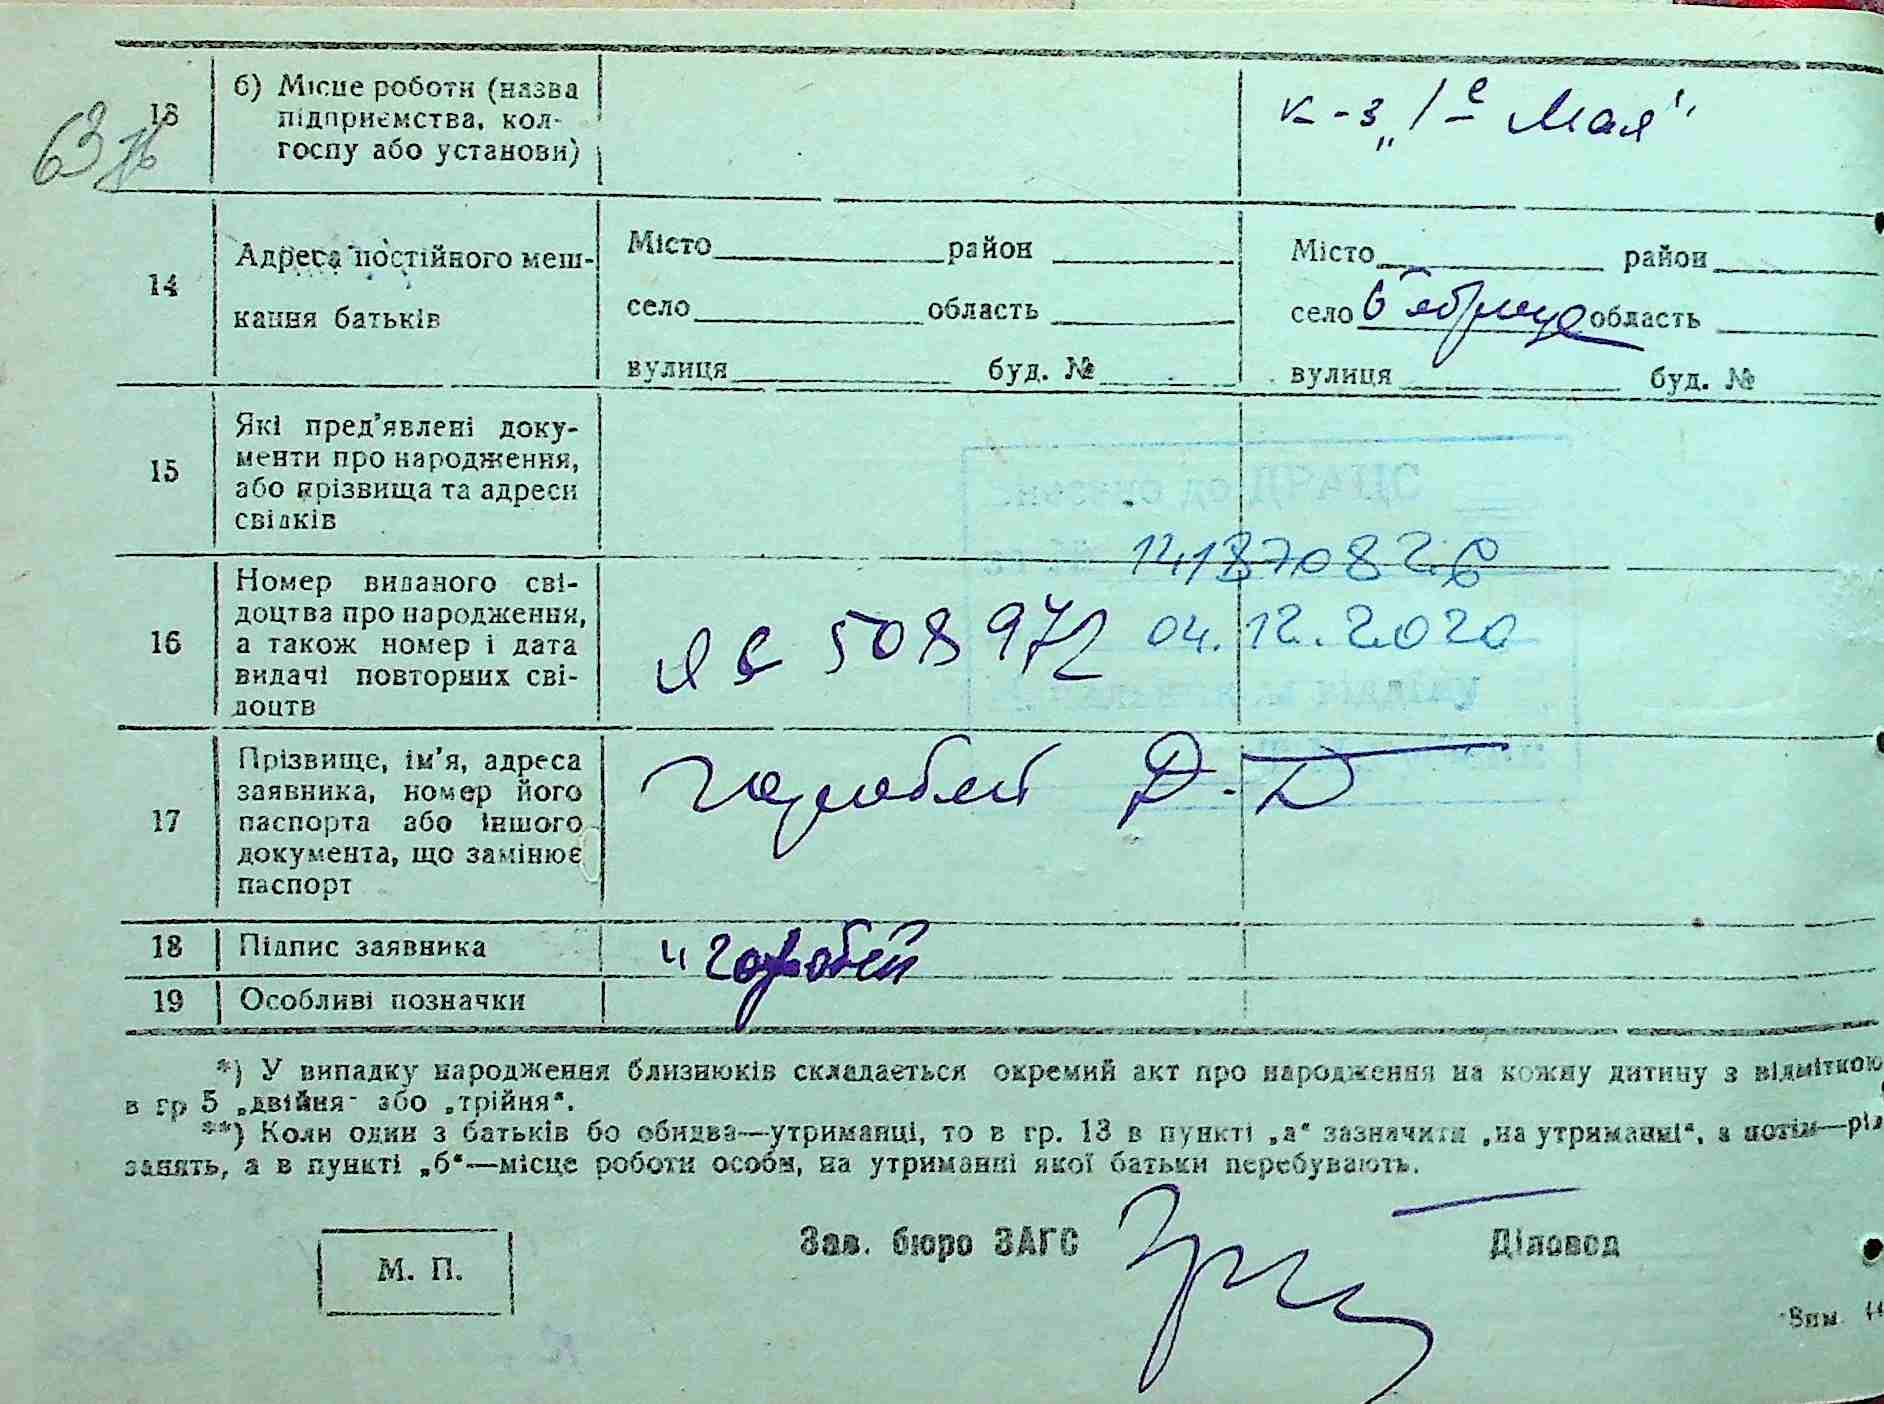 13
б) Місце роботи (назва
підприємства, кол-
госпу або установи)
к-з „1-е Мая"
63
14
Адреса постійного меш-
кання батьків
Місто район
село область
вулиця буд. №
Місто район
село область
вулиця буд. №
15
Які пред'явлені доку-
менти про народження,
або прізвища та адреси
свідків
14187082 6
16
Номер виданого сві-
доцтва про народження,
а також номер і дата
видачі повторних сві-
доцтв
508972
04.12.2020
17
Прізвище, ім'я, адреса
заявника, номер його
паспорта або іншого
документа, що замінює
паспорт
Горобей Д. Д
18 Підпис заявника
Горобей
19 Особливі позначки
*) У випадку народження близнюків складається окремий акт про народження на кожну дитину з відміткою
в гр 5 „двійня" або „трійня".
**) Коли один з батьків бо обидва—утриманці, то в гр. 13 в пункті „а" зазначити „на утриманні", а потім—рід
занять, а в пункті „б"—місце роботи особи, на утриманні якої батьки перебувають.
М. П.
Зав. бюро ЗАГС
Діловод